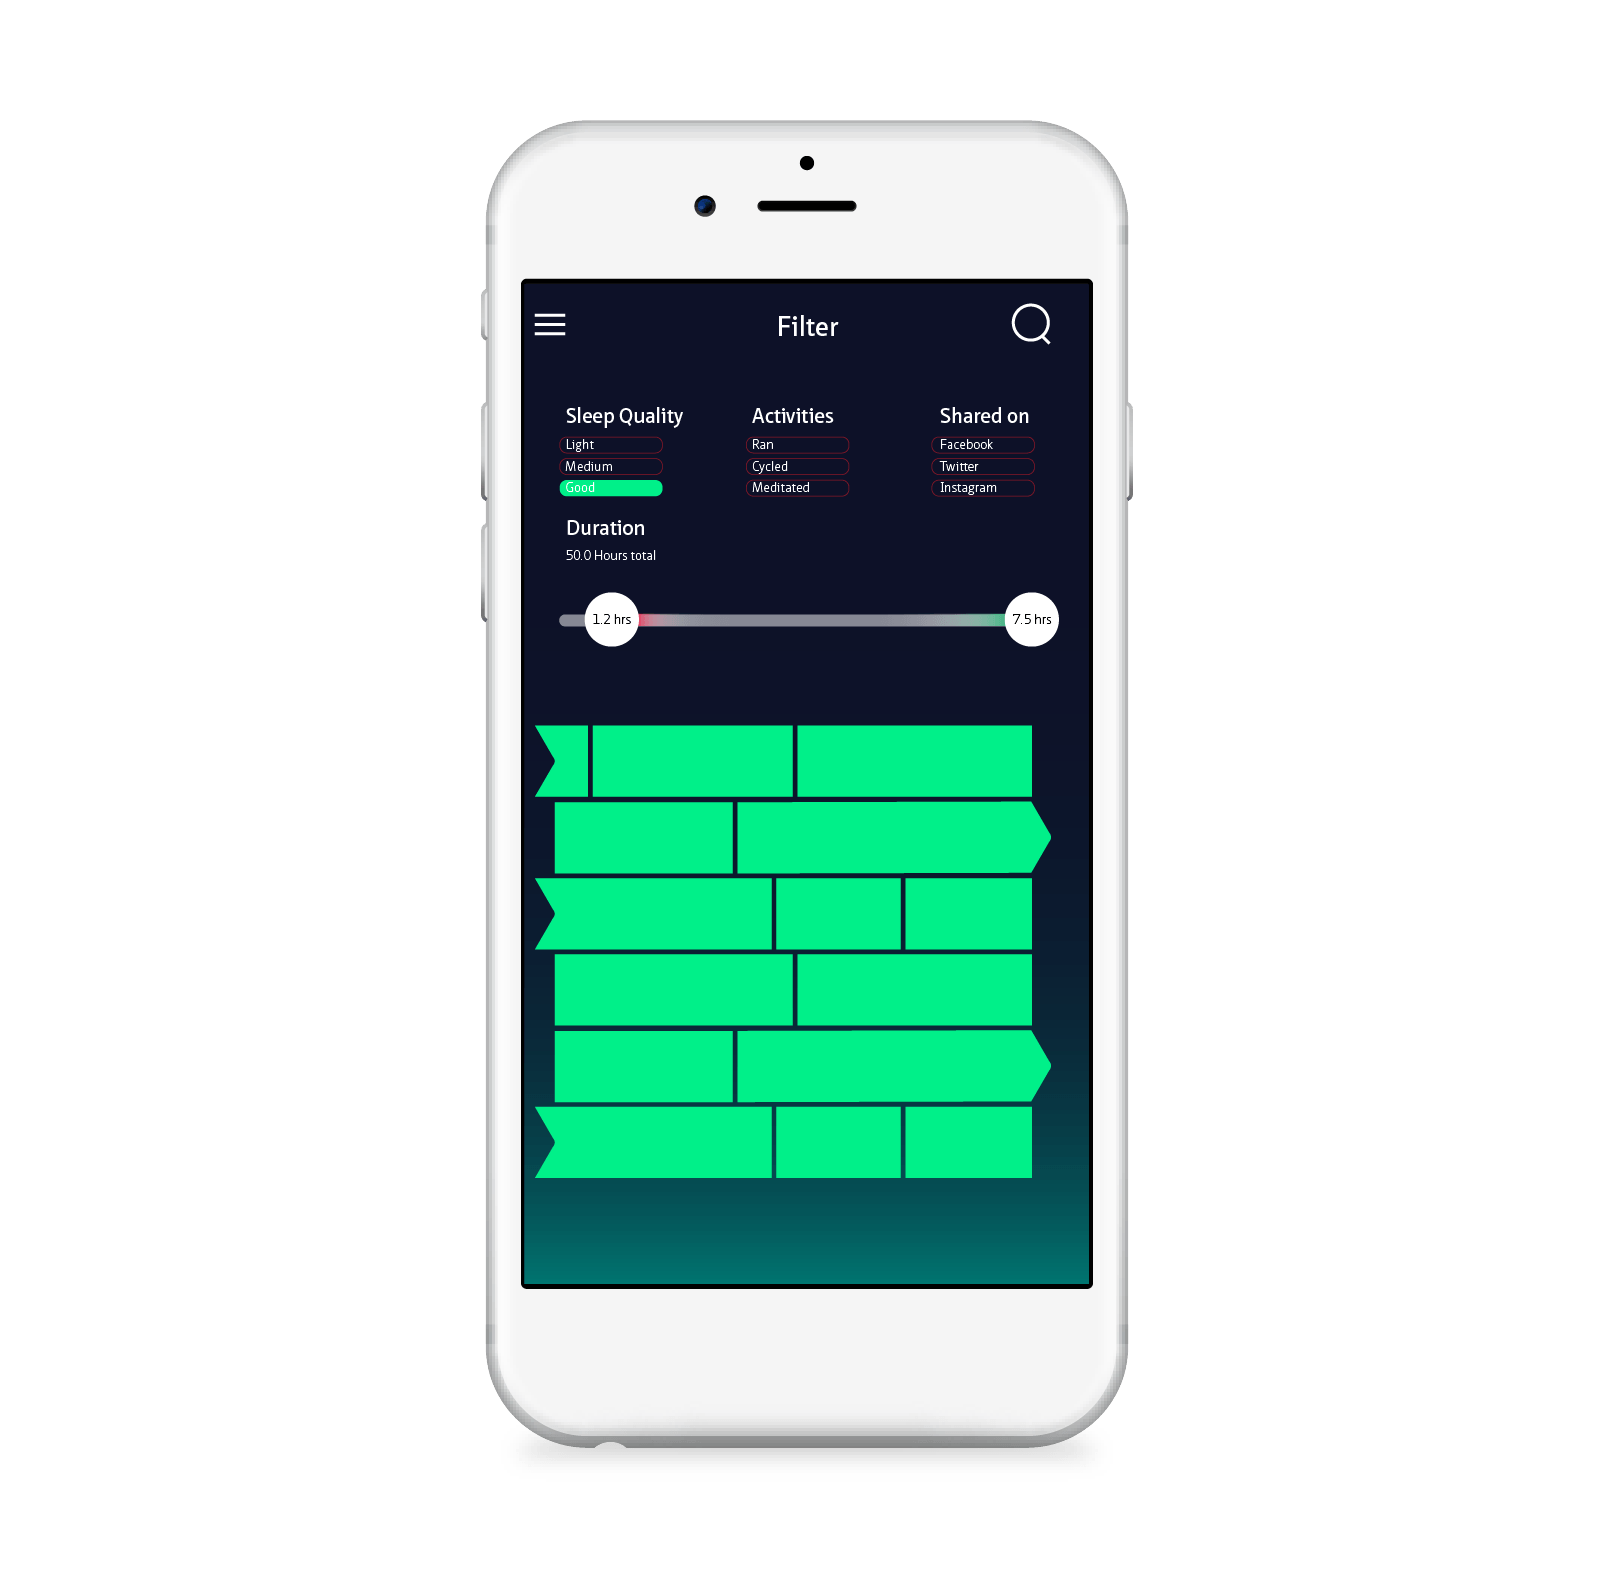 Filter
Sleep Quality
Light
Medium
Good
Activities
Ran
Cycled
Meditated
Shared on
Facebook
Twitter
Instagram
Duration
50.0 Hours total
1.2 hrs
7.5 hrs